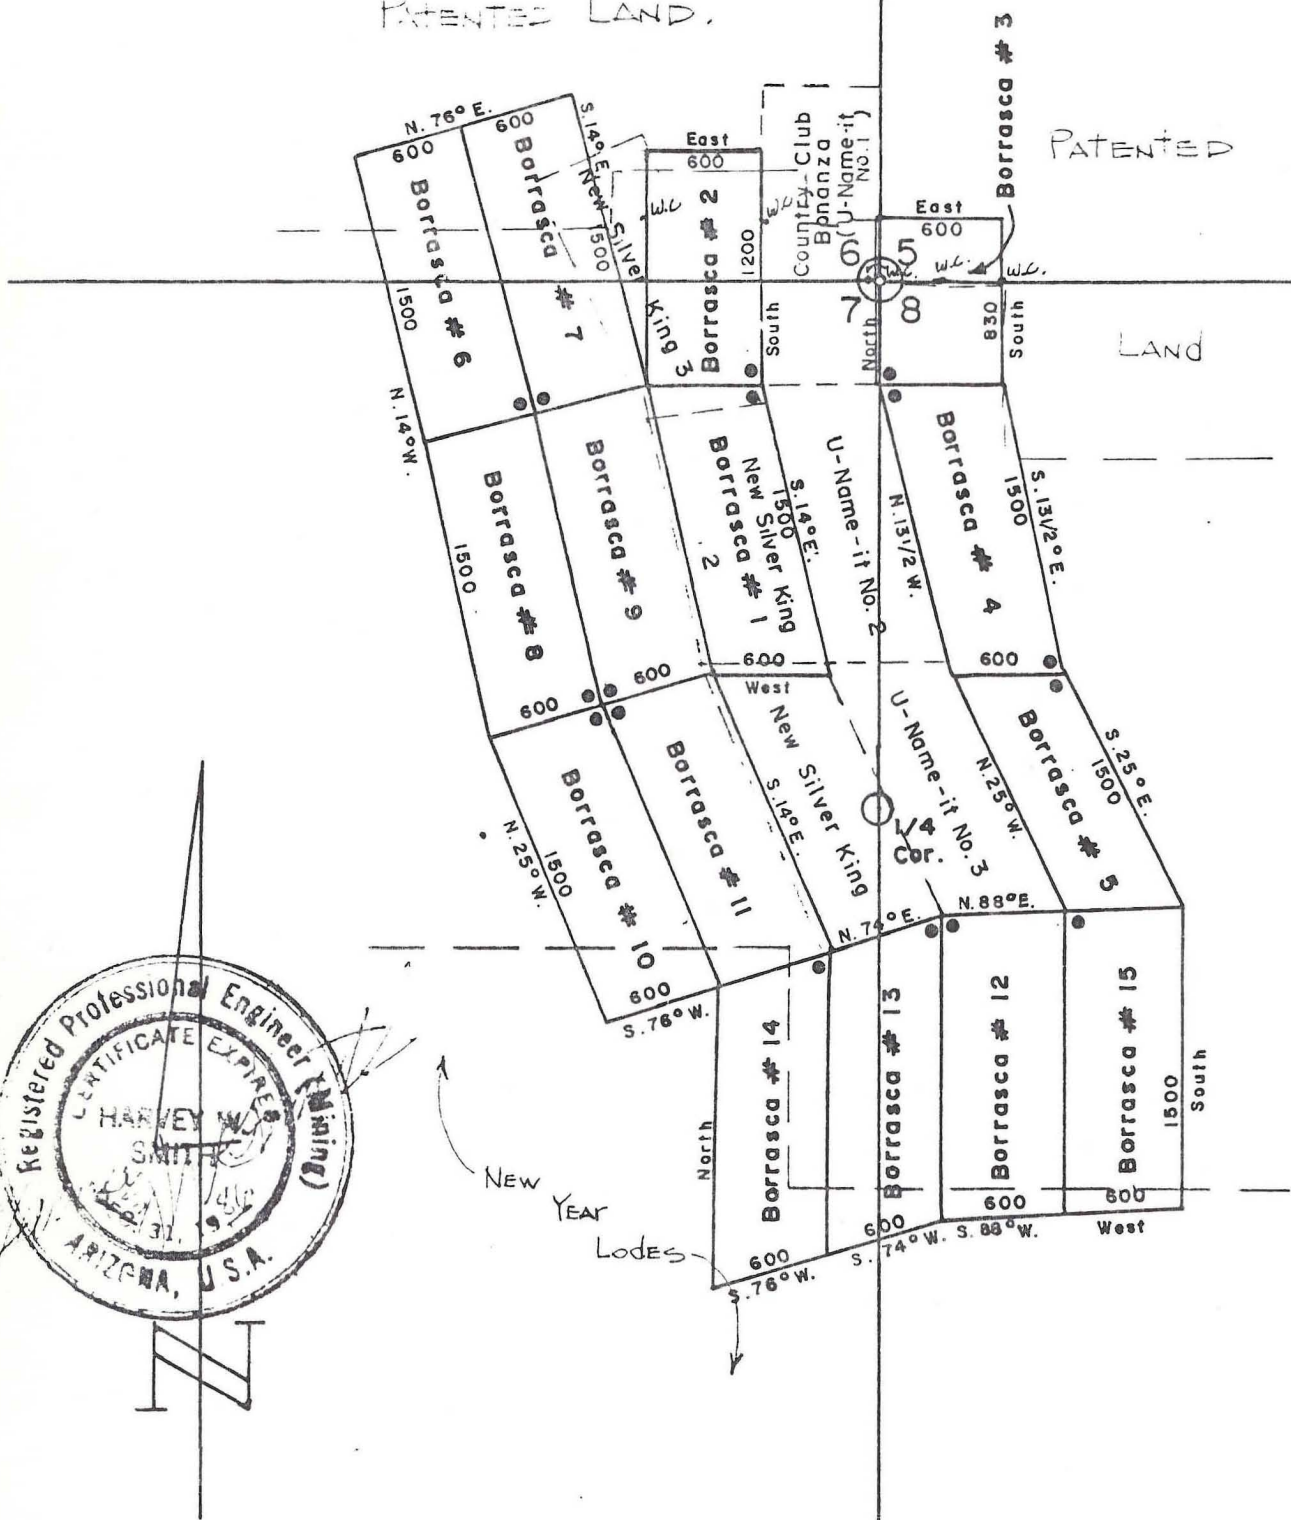 PATENTED LAND.
Borrasca # 3
PATENTED
LAND
N. 76° E.
600
600
S. 14° E.
1500
New Silver King 3
East
600
W.C
W.C
Country Club
Bonanza
(U-Name-it
No. 1)
East
600
6 5
7 8
W.C.
W.C.
W.C.
Borrasca # 6
1500
N. 14° W.
Borrasca # 7
Borrasca # 2
1200
South
North
830
South
Borrasca # 8
1500
Borrasca # 9
New Silver King
2
Borrasca # 1
1500
S. 14° E.
U-Name-it No. 2
N. 13 1/2 W.
Borrasca # 4
1500
S. 13 1/2° E.
600
600
600
West
600
Borrasca # 10
1500
N. 25° W.
Borrasca # 11
S. 14° E.
New Silver King
U-Name-it No. 3
1/4
Cor.
N. 25° W.
Borrasca # 5
1500
S. 25° E.
N. 74° E.
N. 88° E.
600
S. 76° W.
North
Borrasca # 14
Borrasca # 13
Borrasca # 12
Borrasca # 15
1500
South
600
S. 76° W.
600
S. 74° W.
600
S. 88° W.
600
West
NEW
YEAR
LODES
Registered Professional Engineer (Mining)
CERTIFICATE EXPIRES
HARVEY W.
SMITH
31, 19
ARIZONA, U.S.A.
N